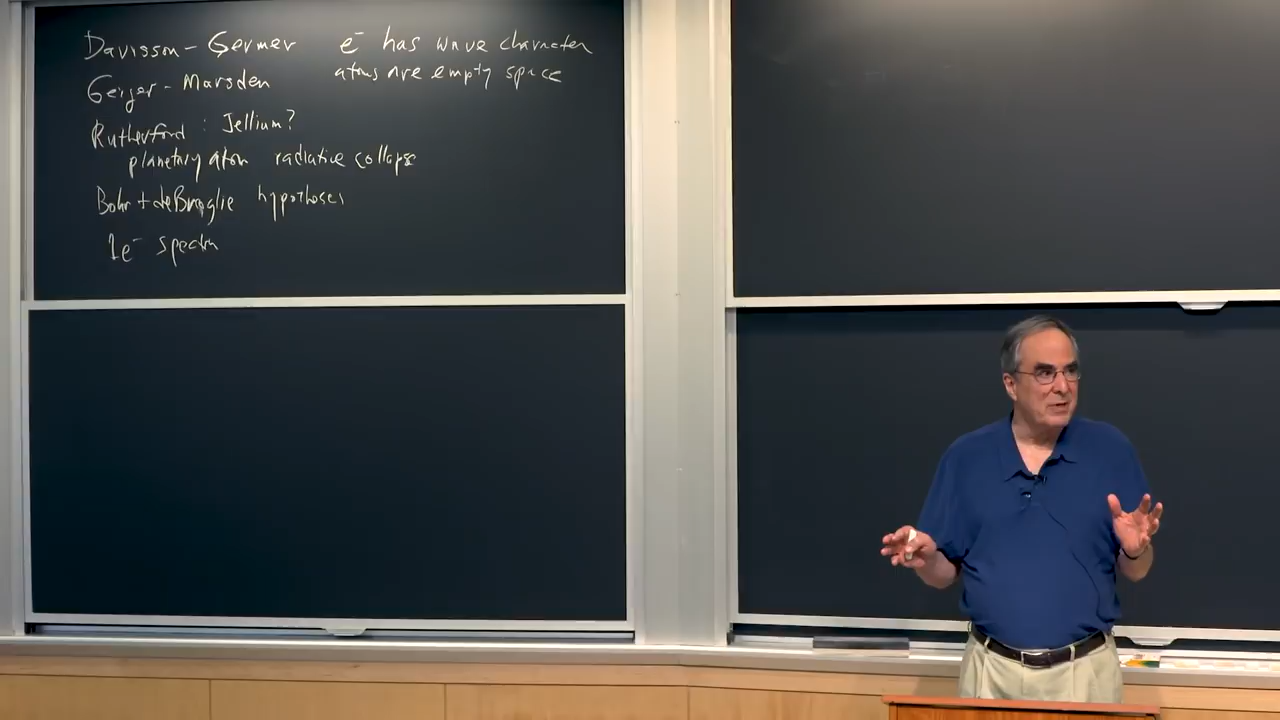 Davisson - Germer e⁻ has wave character
Geiger - Marsden atoms are empty space
Rutherford : Jellium?
planetary atom radiative collapse
Bohr + deBroglie hypotheses
1e⁻ spectra